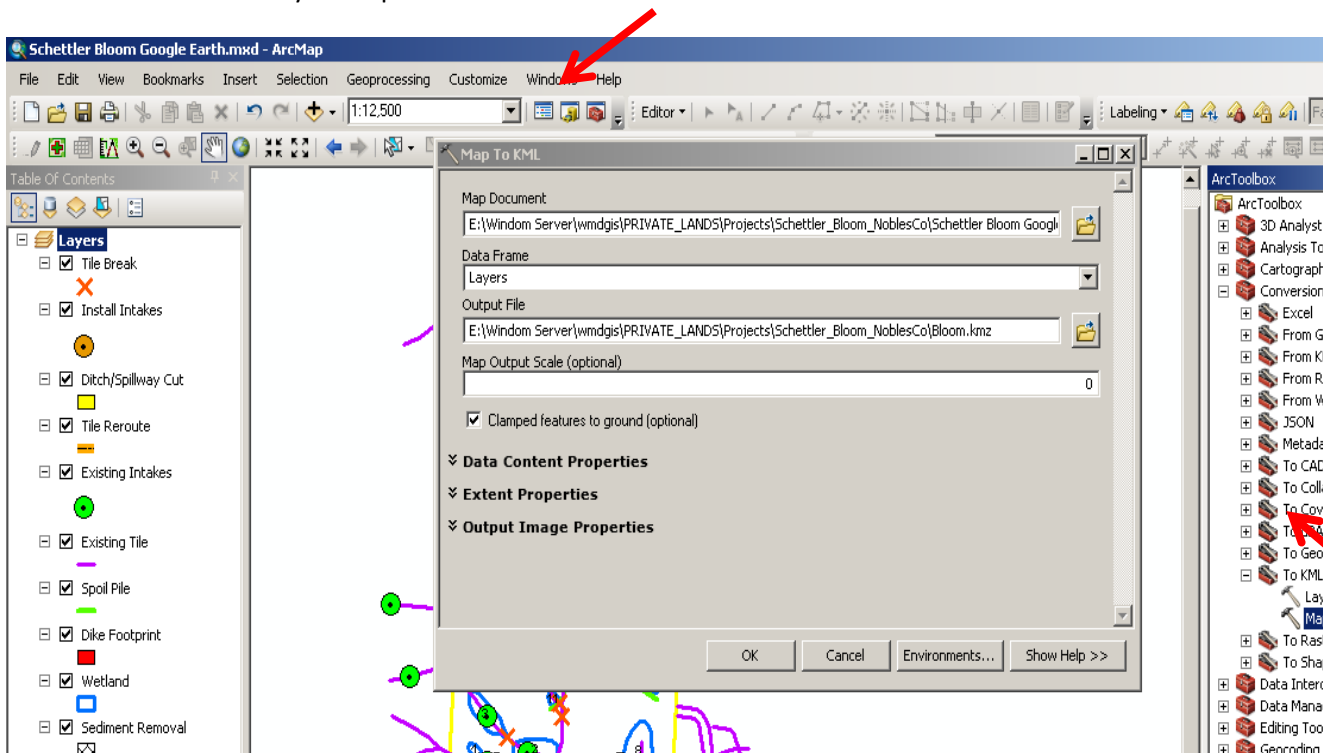 Schettler Bloom Google Earth.mxd - ArcMap
File Edit View Bookmarks Insert Selection Geoprocessing Customize Windows Help
1:12,500 Editor Labeling
Table Of Contents
Layers
Tile Break
Install Intakes
Ditch/Spillway Cut
Tile Reroute
Existing Intakes
Existing Tile
Spoil Pile
Dike Footprint
Wetland
Sediment Removal
Map To KML
Map Document
E:\Windom Server\wmdgis\PRIVATE_LANDS\Projects\Schettler_Bloom_NoblesCo\Schettler Bloom Googl
Data Frame
Layers
Output File
E:\Windom Server\wmdgis\PRIVATE_LANDS\Projects\Schettler_Bloom_NoblesCo\Bloom.kmz
Map Output Scale (optional)
0
Clamped features to ground (optional)
Data Content Properties
Extent Properties
Output Image Properties
OK Cancel Environments... Show Help >>
ArcToolbox
ArcToolbox
3D Analyst
Analysis To
Cartograph
Conversion
Excel
From G
From K
From R
From W
JSON
Metada
To CAD
To Coll
To Cov
To Geo
To KML
Lay
Ma
To Ras
To Sha
Data Interc
Data Mana
Editing Too
Geocoding